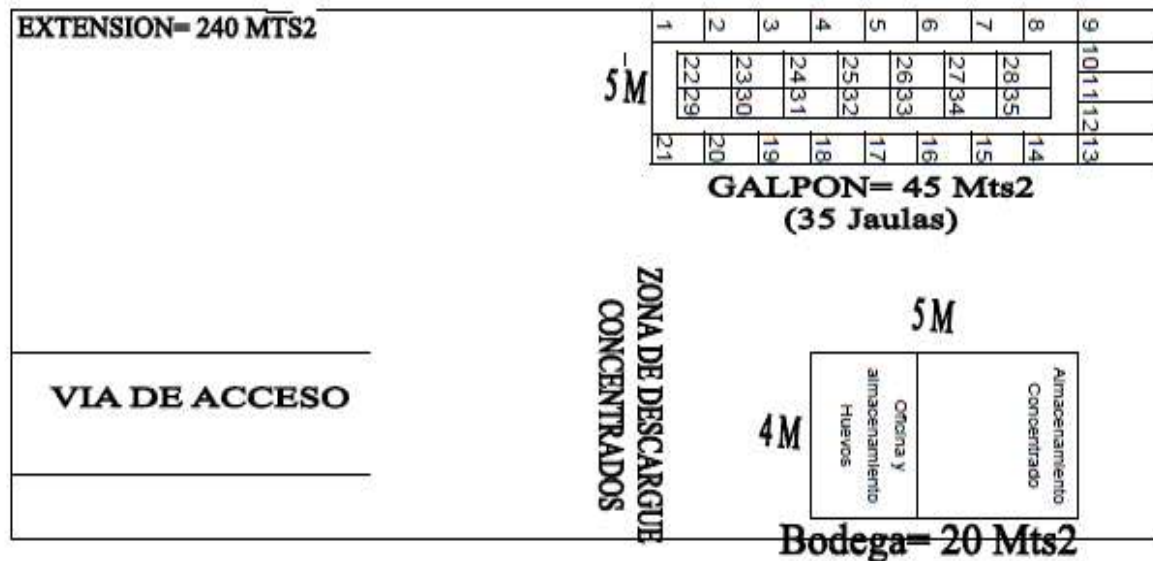 EXTENSION= 240 MTS2
1 2 3 4 5 6 7 8 9
10
11
12
22 23 24 25 26 27 28
29 30 31 32 33 34 35
5 M
21 20 19 18 17 16 15 14 13
GALPON= 45 Mts2
(35 Jaulas)
ZONA DE DESCARGUE
CONCENTRADOS
5 M
VIA DE ACCESO
4 M
Oficina y
almacenamiento
Huevos
Almacenamiento
Concentrado
Bodega= 20 Mts2